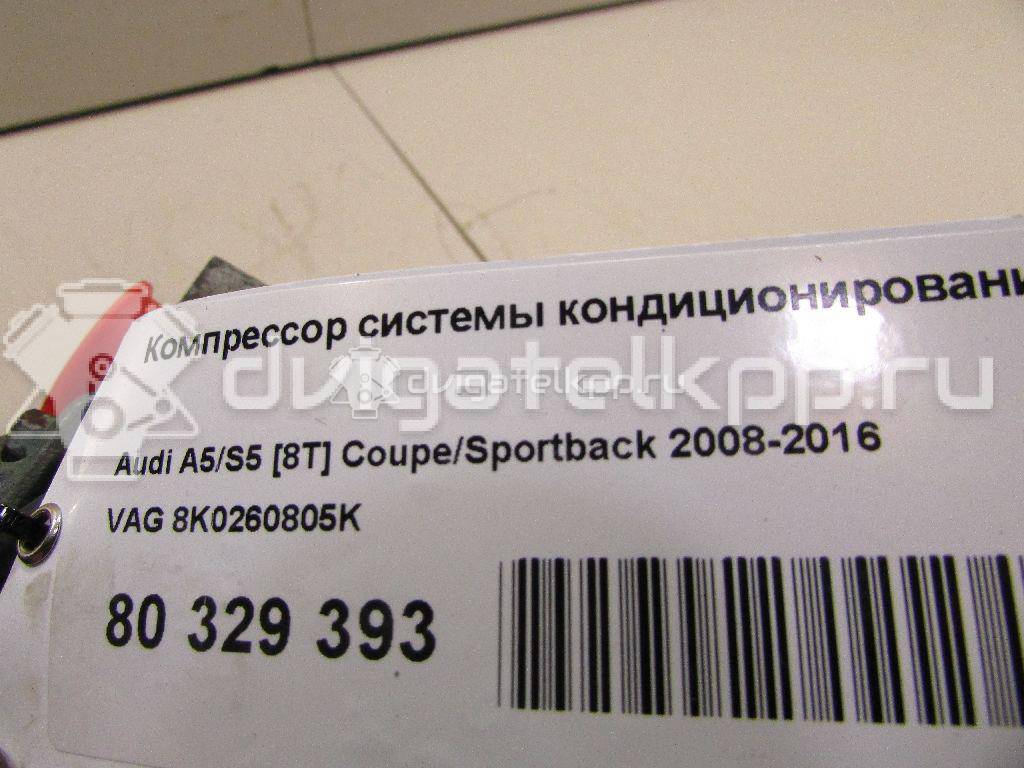 Компрессор системы кондиционировани
dvigatelkpp.ru
dvigatelkpp.ru
Audi A5/S5 [8T] Coupe/Sportback 2008-2016
VAG 8K0260805K
80 329 393